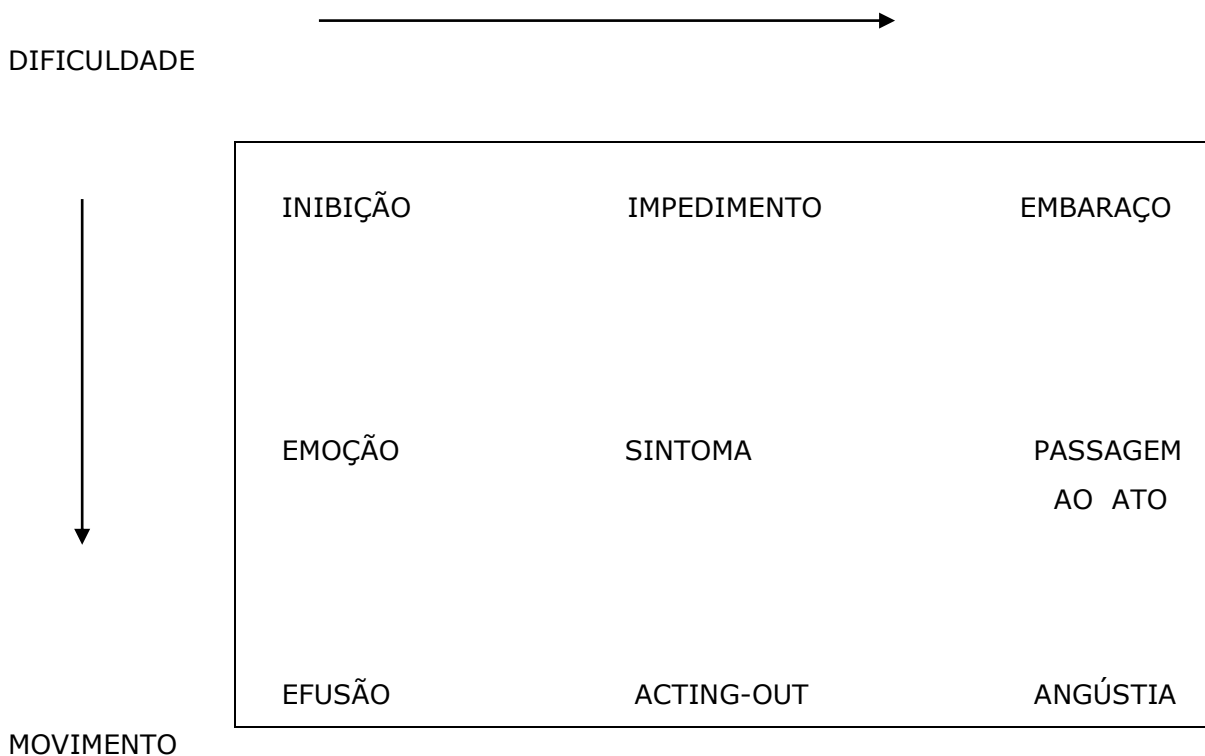 DIFICULDADE
INIBIÇÃO IMPEDIMENTO EMBARAÇO
EMOÇÃO SINTOMA PASSAGEM
AO ATO
EFUSÃO ACTING-OUT ANGÚSTIA
MOVIMENTO